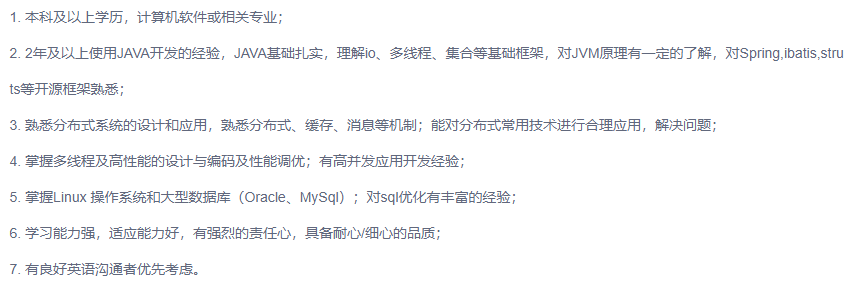 1. 本科及以上学历，计算机软件或相关专业；
2. 2年及以上使用JAVA开发的经验，JAVA基础扎实，理解io、多线程、集合等基础框架，对JVM原理有一定的了解，对Spring,ibatis,stru
ts等开源框架熟悉；
3. 熟悉分布式系统的设计和应用，熟悉分布式、缓存、消息等机制；能对分布式常用技术进行合理应用，解决问题；
4. 掌握多线程及高性能的设计与编码及性能调优；有高并发应用开发经验；
5. 掌握Linux 操作系统和大型数据库（Oracle、MySql）；对sql优化有丰富的经验；
6. 学习能力强，适应能力好，有强烈的责任心，具备耐心/细心的品质；
7. 有良好英语沟通者优先考虑。